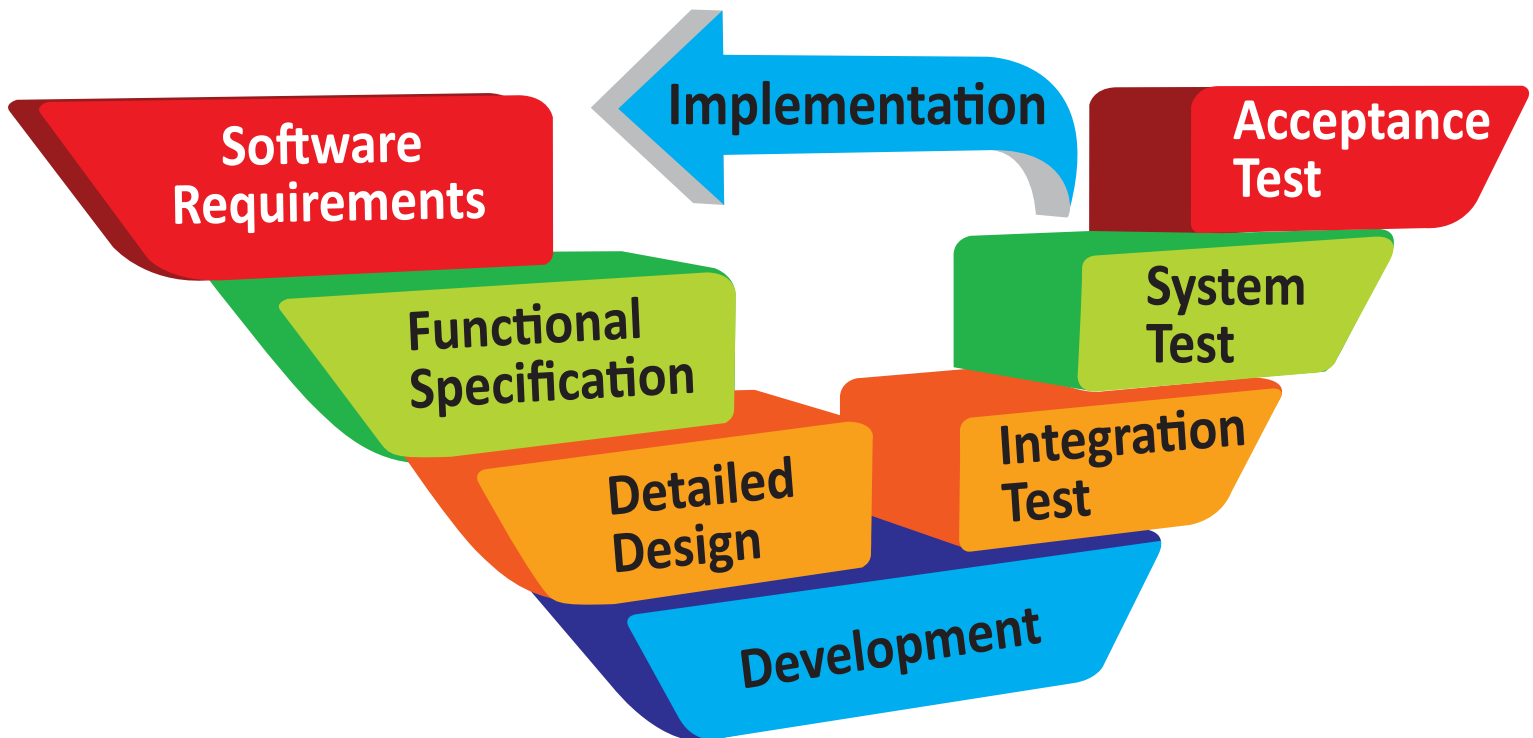 Software
Requirements
Functional
Specification
Detailed
Design
Development
Integration
Test
System
Test
Acceptance
Test
Implementation